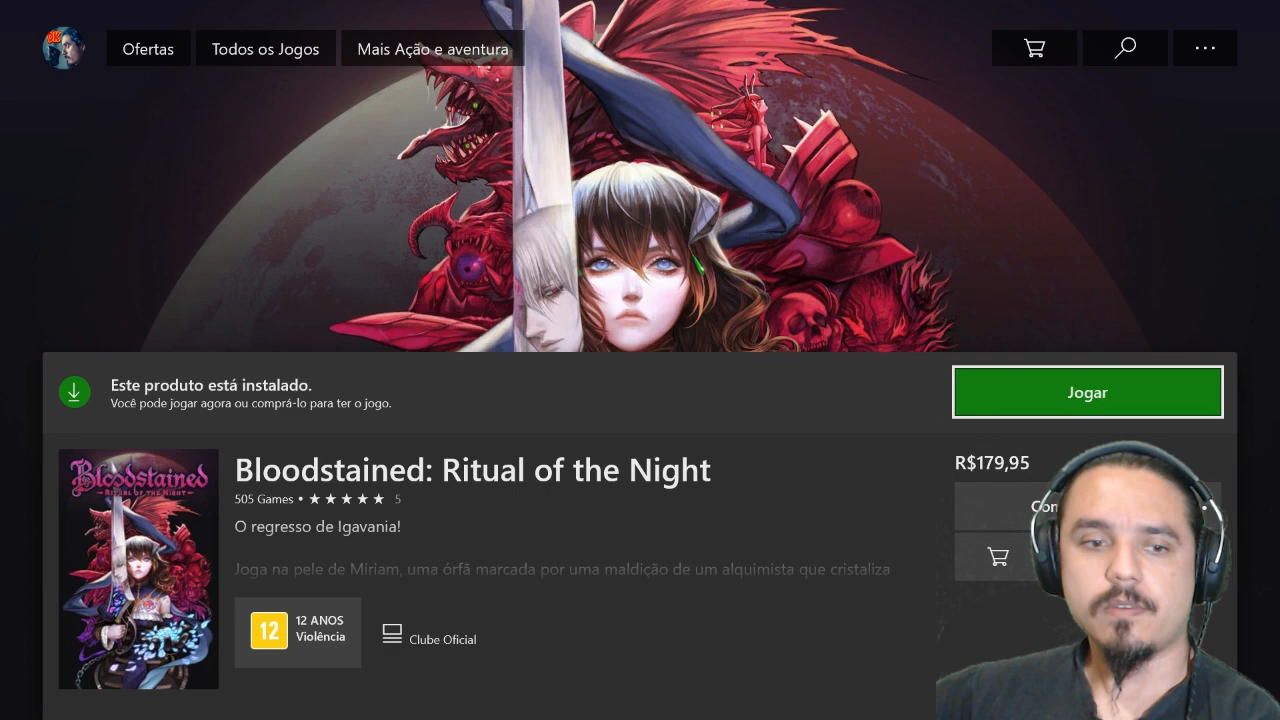 OK
Ofertas
Todos os Jogos
Mais Ação e aventura
Este produto está instalado.
Você pode jogar agora ou comprá-lo para ter o jogo.
Jogar
Bloodstained
RITUAL OF THE NIGHT
Bloodstained: Ritual of the Night
505 Games • ★ ★ ★ ★ ★ 5
O regresso de Igavania!
Joga na pele de Miriam, uma órfã marcada por uma maldição de um alquimista que cristaliza
12
12 ANOS
Violência
Clube Oficial
R$179,95